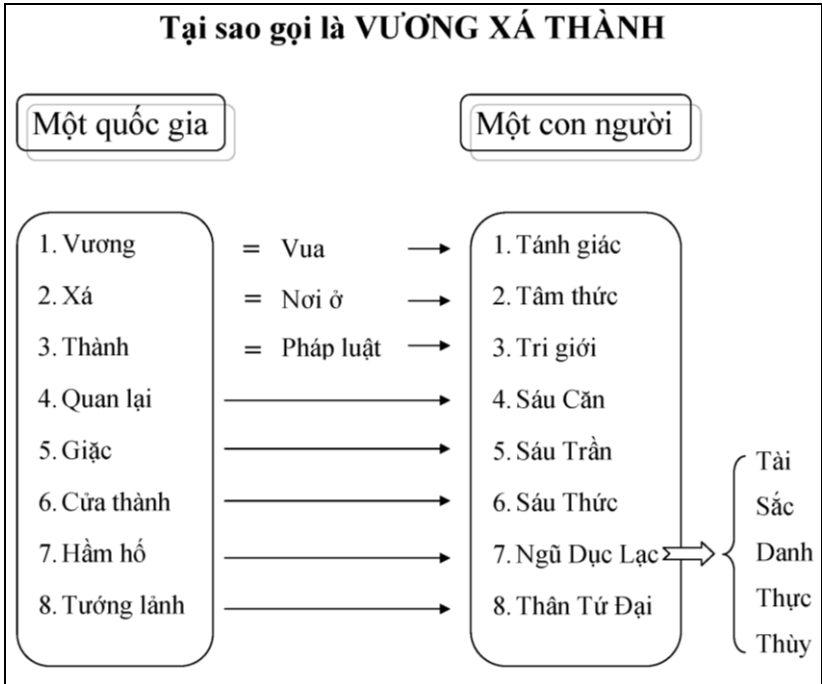 Tại sao gọi là VƯƠNG XÁ THÀNH
Một quốc gia
Một con người
1. Vương = Vua 1. Tánh giác
2. Xá = Nơi ở 2. Tâm thức
3. Thành = Pháp luật 3. Tri giới
4. Quan lại 4. Sáu Căn
5. Giặc 5. Sáu Trần
6. Cửa thành 6. Sáu Thức
7. Hầm hố 7. Ngũ Dục Lạc
8. Tướng lảnh 8. Thân Tứ Đại
Tài
Sắc
Danh
Thực
Thùy